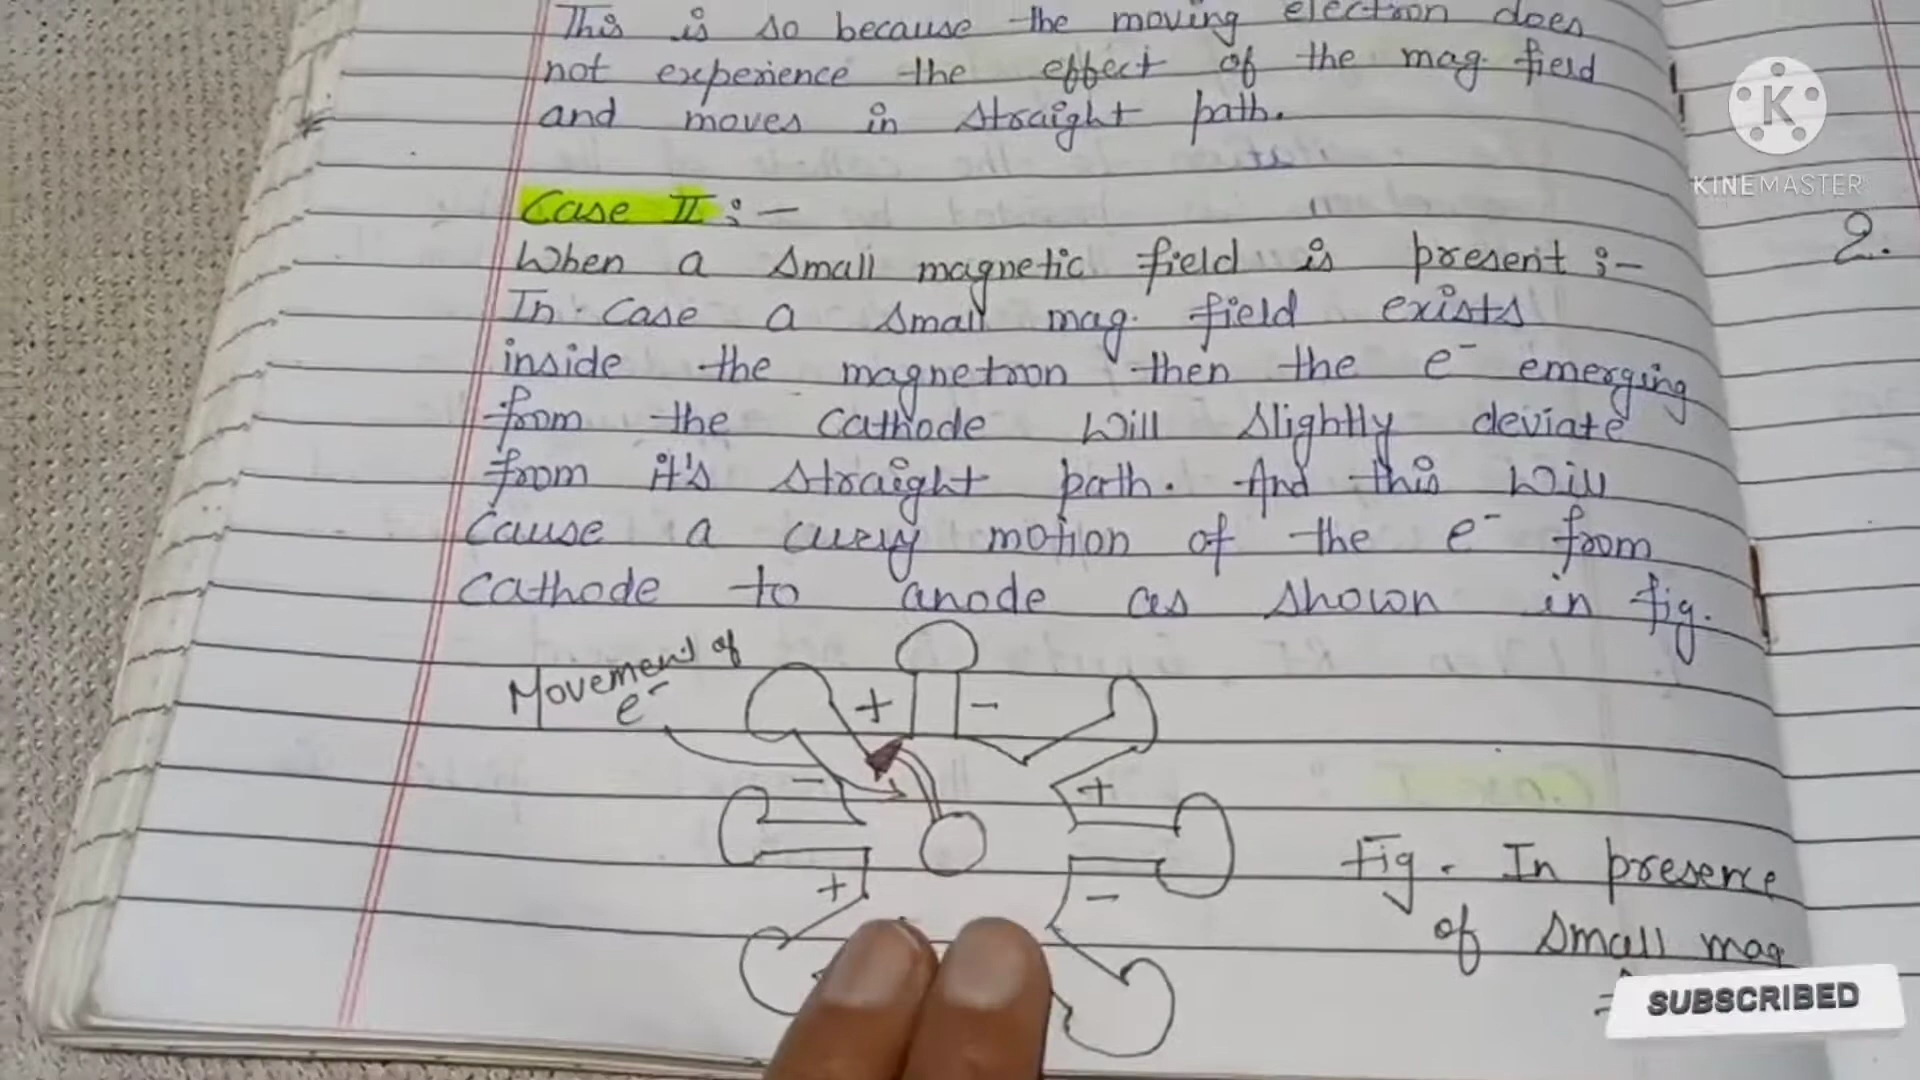 This is so because the moving electron does
not experience the effect of the mag. field
and moves in straight path.
Case II :-
When a small magnetic field is present :-
In case a small mag. field exists
inside the magnetron then the e⁻ emerging
from the cathode will slightly deviate
from it's straight path. And this will
cause a curvy motion of the e⁻ from
cathode to anode as shown in fig.
Movement of
e⁻
+ -
- +
+ -
Fig. In presence
of small mag
2.
K
KINEMASTER
SUBSCRIBED